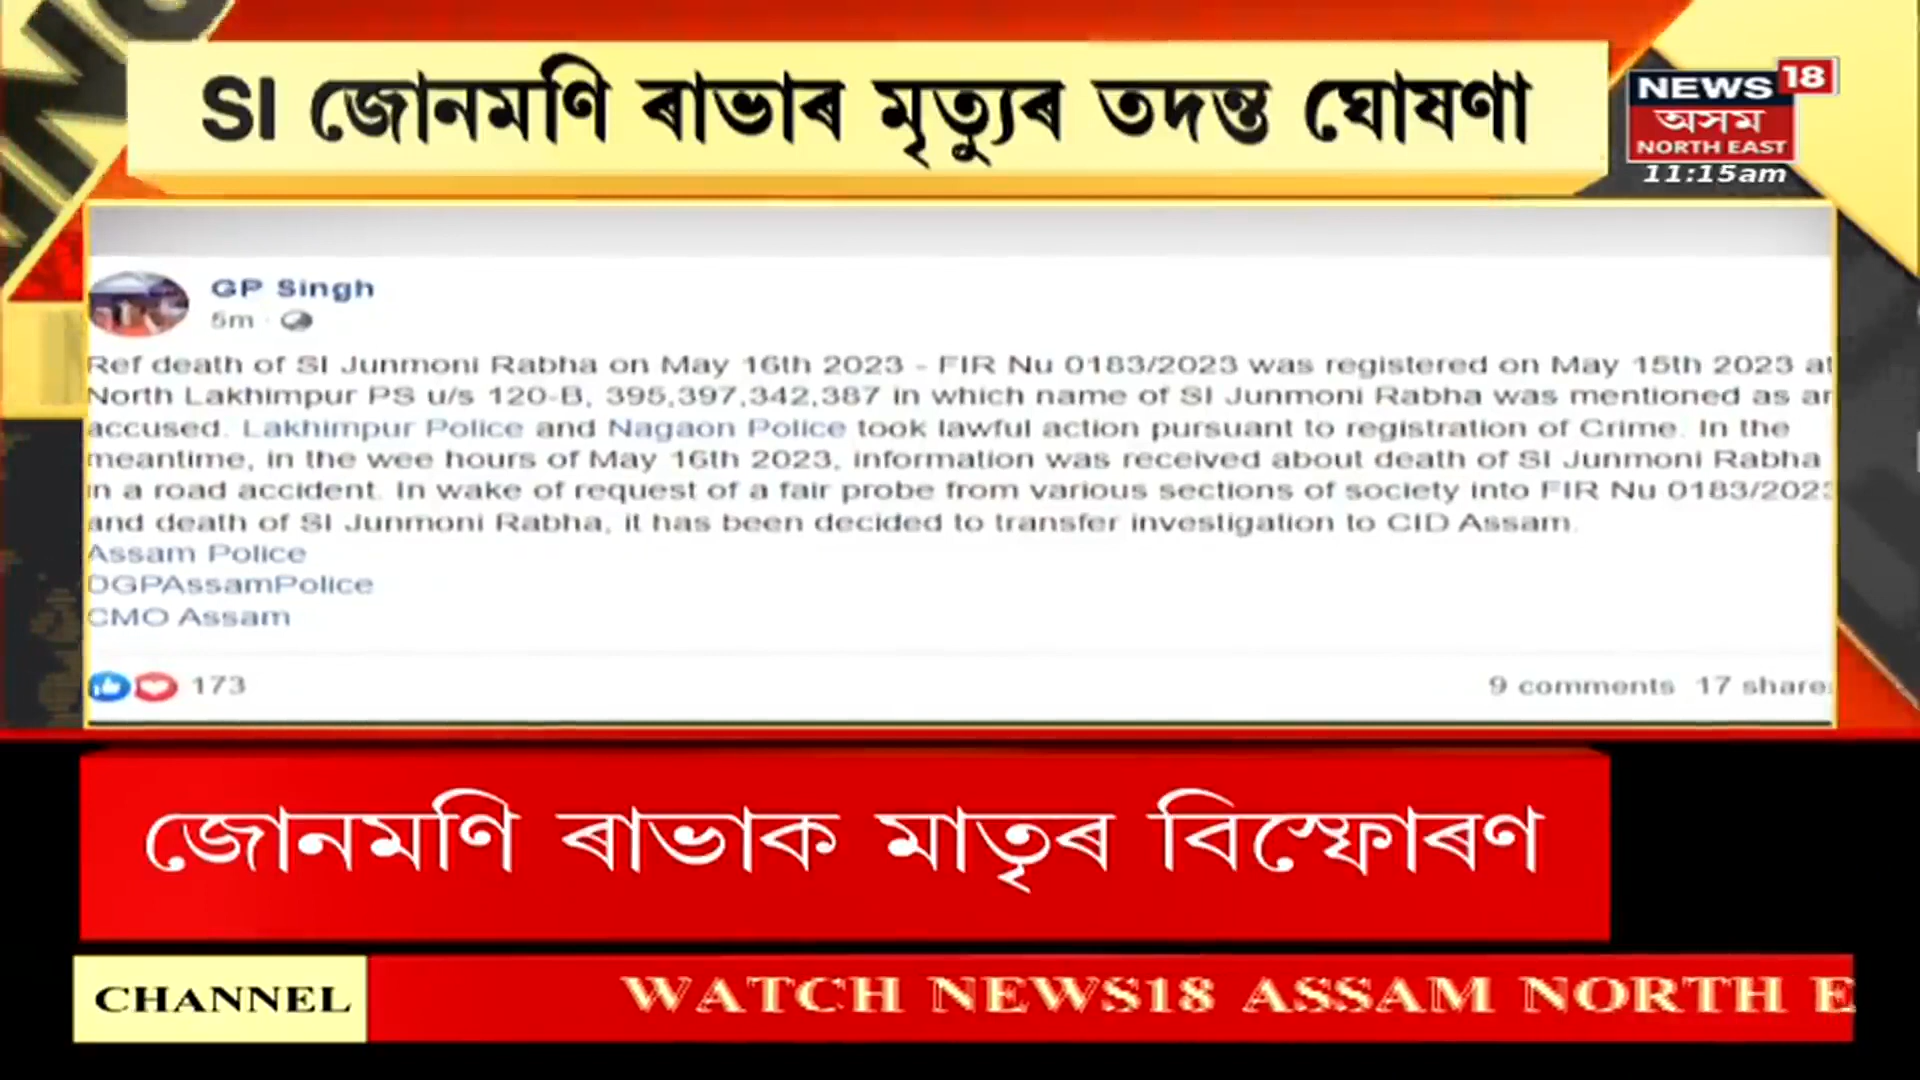 SI জোনমণি ৰাভাৰ মৃত্যুৰ তদন্ত ঘোষণা
NEWS 18
অসম
NORTH EAST
11:15am
GP Singh
5m ·
Ref death of SI Junmoni Rabha on May 16th 2023 - FIR Nu 0183/2023 was registered on May 15th 2023 at
North Lakhimpur PS u/s 120-B, 395,397,342,387 in which name of SI Junmoni Rabha was mentioned as an
accused. Lakhimpur Police and Nagaon Police took lawful action pursuant to registration of Crime. In the
meantime, in the wee hours of May 16th 2023, information was received about death of SI Junmoni Rabha
in a road accident. In wake of request of a fair probe from various sections of society into FIR Nu 0183/2023
and death of SI Junmoni Rabha, it has been decided to transfer investigation to CID Assam.
Assam Police
DGPAssamPolice
CMO Assam
173
9 comments 17 share
জোনমণি ৰাভাক মাতৃৰ বিস্ফোৰণ
CHANNEL
WATCH NEWS18 ASSAM NORTH E